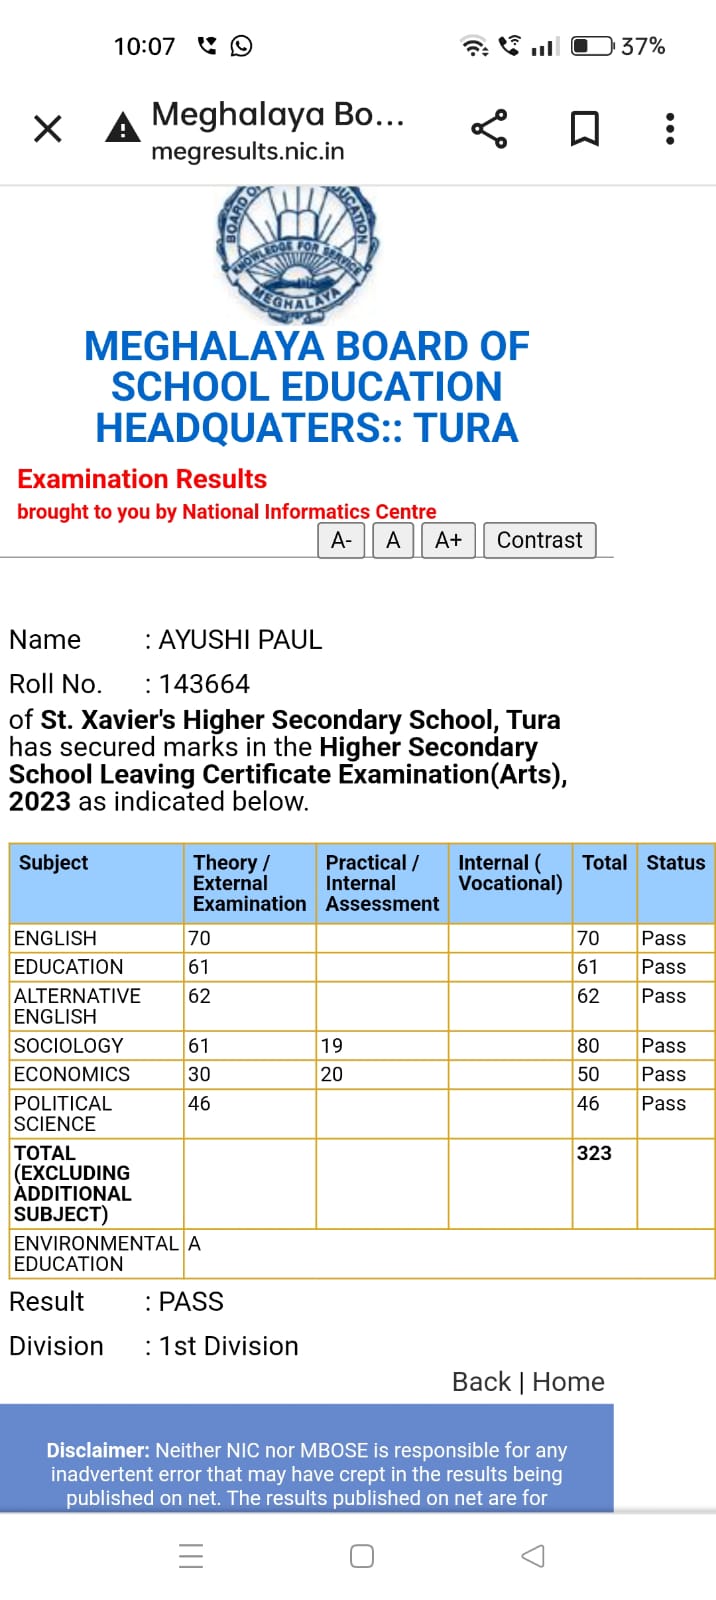 10:07
37%
Meghalaya Bo...
megresults.nic.in
BOARD OF
EDUCATION
KNOWLEDGE FOR SERVICE
MEGHALAYA
MEGHALAYA BOARD OF
SCHOOL EDUCATION
HEADQUATERS:: TURA
Examination Results
brought to you by National Informatics Centre
A- A A+ Contrast
Name : AYUSHI PAUL
Roll No. : 143664
of St. Xavier's Higher Secondary School, Tura
has secured marks in the Higher Secondary
School Leaving Certificate Examination(Arts),
2023 as indicated below.
Subject Theory / Practical / Internal ( Total Status
External Internal Vocational)
Examination Assessment
ENGLISH 70 70 Pass
EDUCATION 61 61 Pass
ALTERNATIVE 62 62 Pass
ENGLISH
SOCIOLOGY 61 19 80 Pass
ECONOMICS 30 20 50 Pass
POLITICAL 46 46 Pass
SCIENCE
TOTAL 323
(EXCLUDING
ADDITIONAL
SUBJECT)
ENVIRONMENTAL A
EDUCATION
Result : PASS
Division : 1st Division
Back | Home
Disclaimer: Neither NIC nor MBOSE is responsible for any
inadvertent error that may have crept in the results being
published on net. The results published on net are for